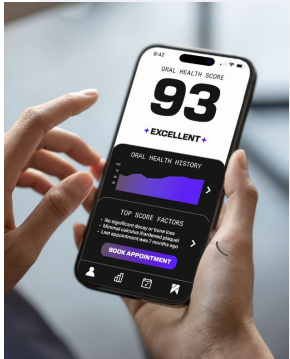 9:42
ORAL HEALTH SCORE
93
EXCELLENT
ORAL HEALTH HISTORY
TOP SCORE FACTORS
• No significant decay or bone loss
• Minimal calculus (hardened plaque)
• Last appointment was 7 months ago
BOOK APPOINTMENT